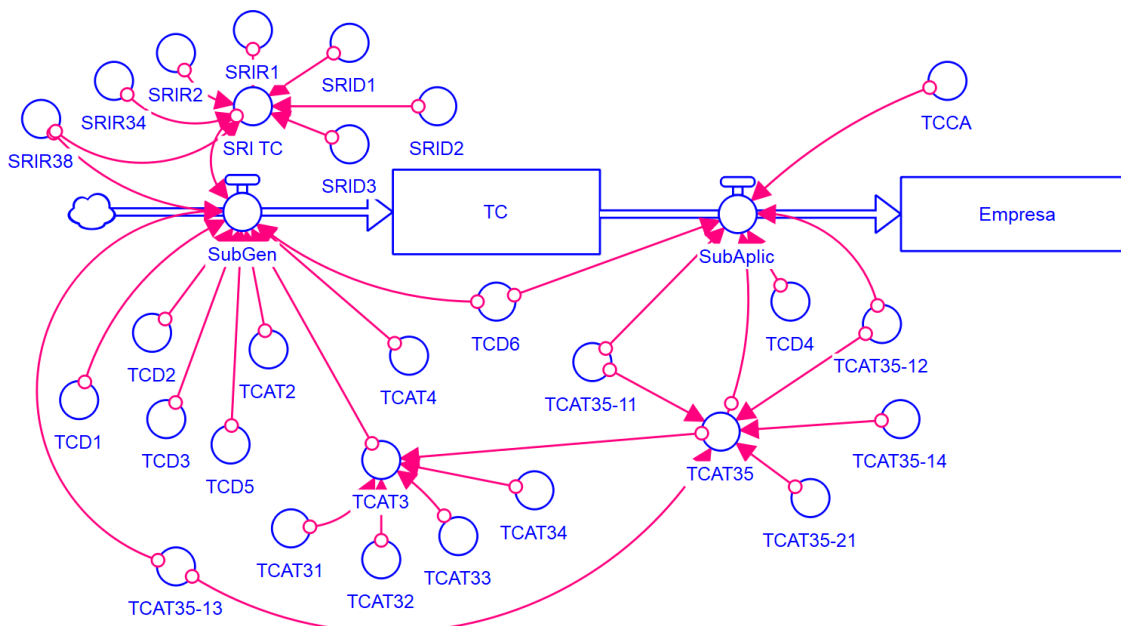 SRIR1
SRID1
SRIR2
SRIR34
TCCA
SRI TC
SRID2
SRIR38
SRID3
TC
Empresa
SubGen
SubAplic
TCD6
TCD4
TCAT35-12
TCD2
TCAT2
TCAT4
TCAT35-11
TCD1
TCD3
TCD5
TCAT35-14
TCAT35
TCAT3
TCAT34
TCAT35-21
TCAT31
TCAT33
TCAT32
TCAT35-13